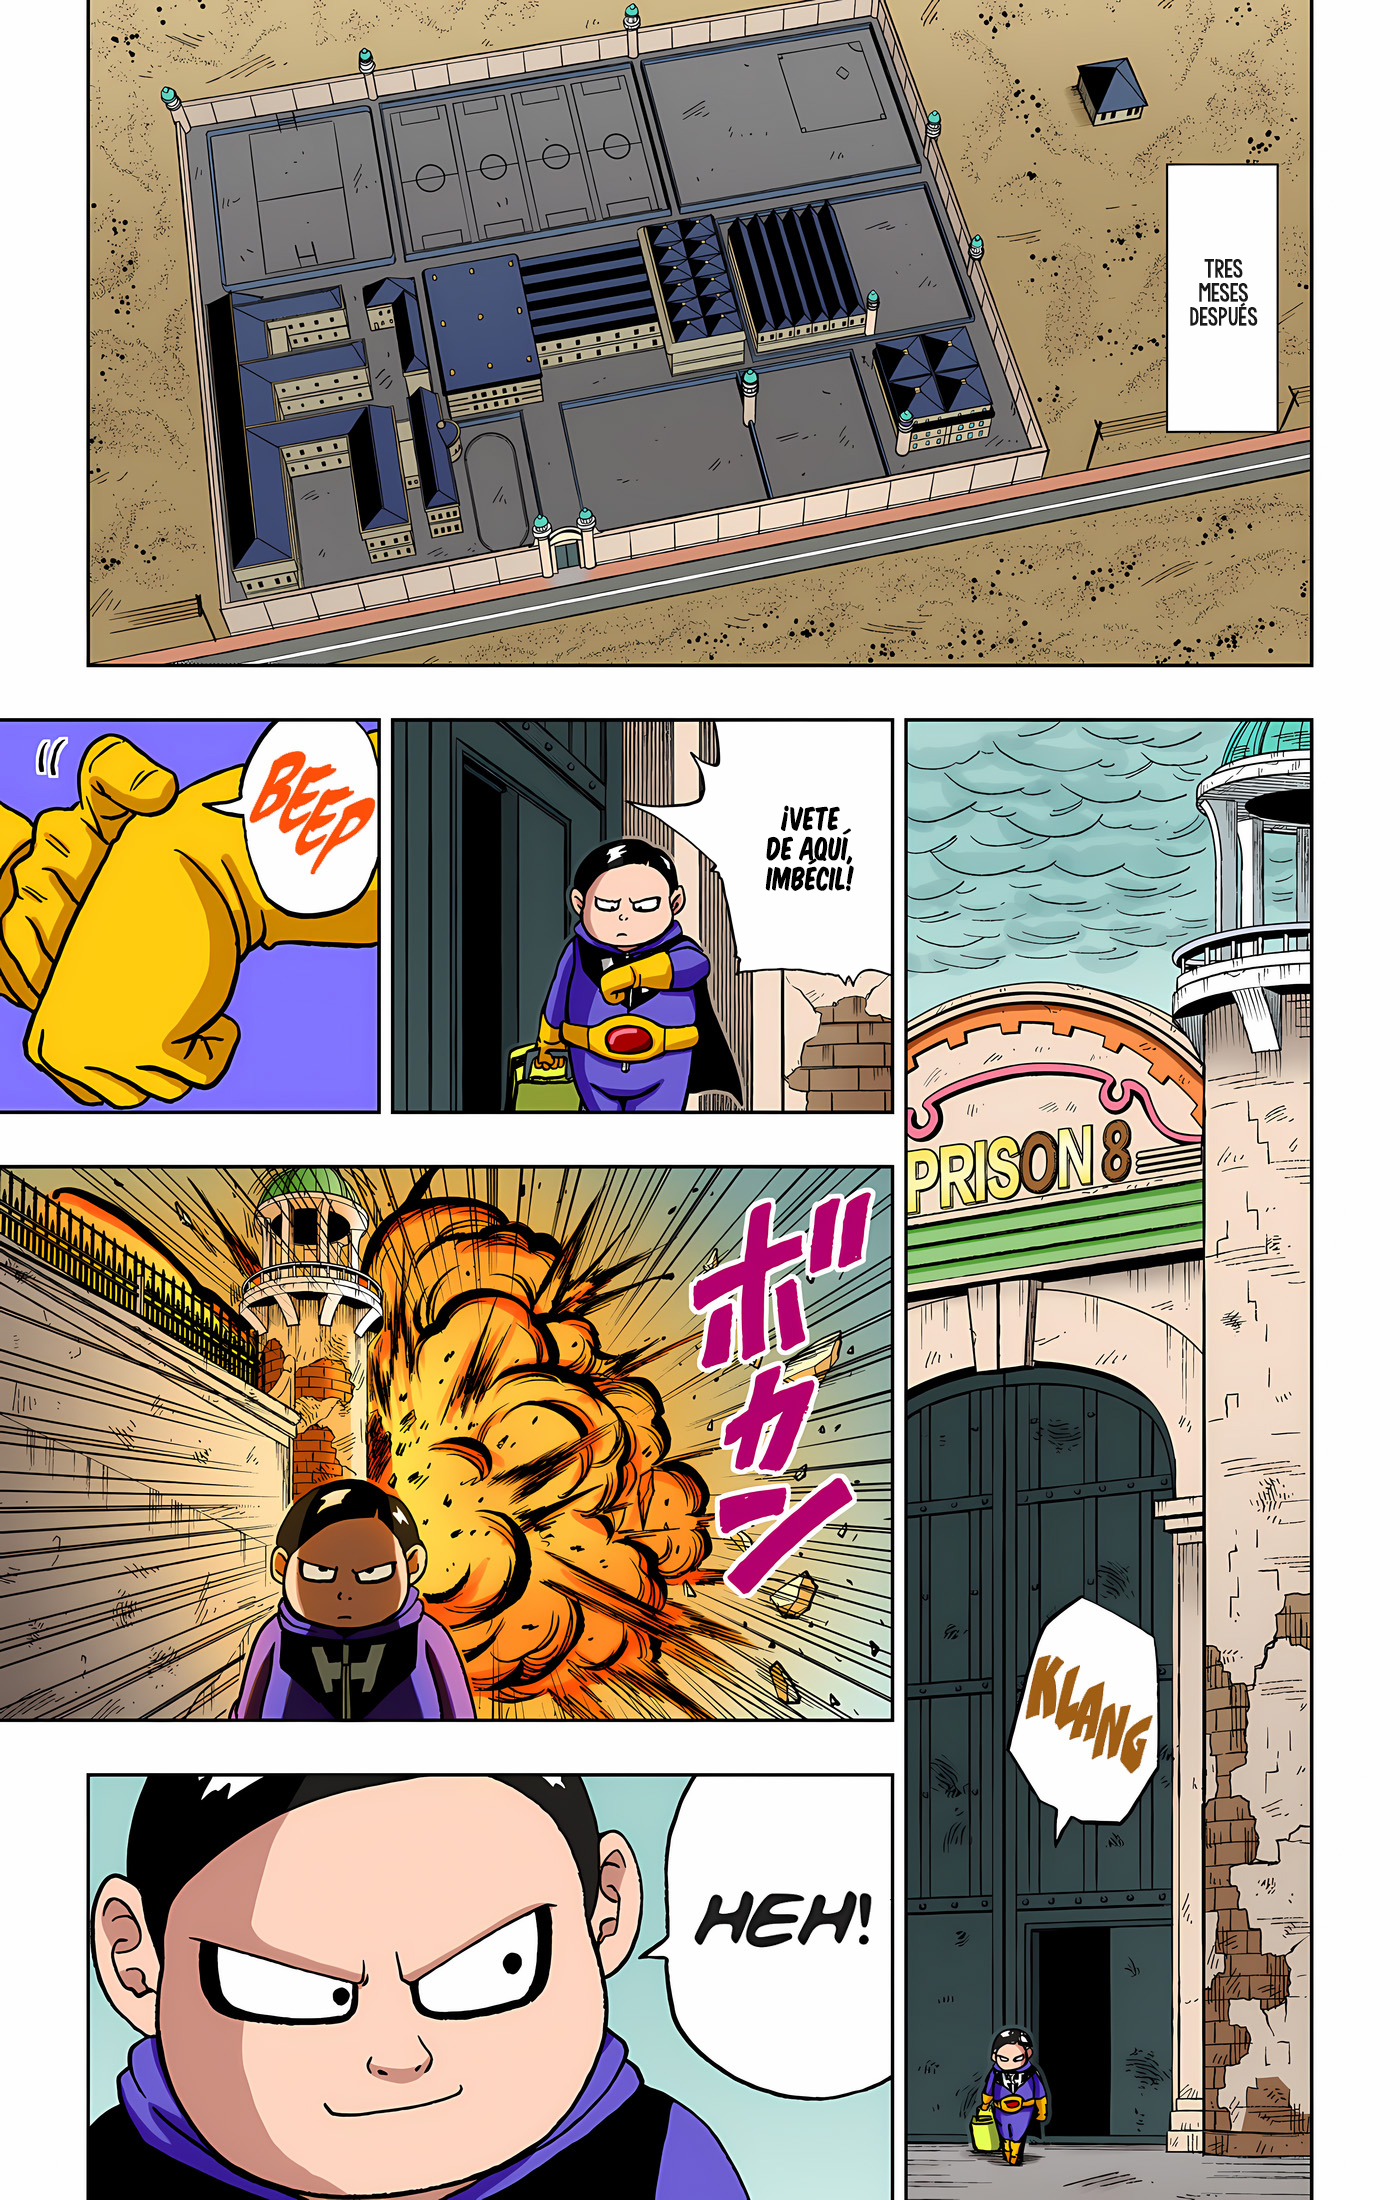 TRES
MESES
DESPUÉS
PRISON 8
KLANG
¡VETE
DE AQUÍ,
IMBÉCIL!
BEEP
ボカン
HEH!